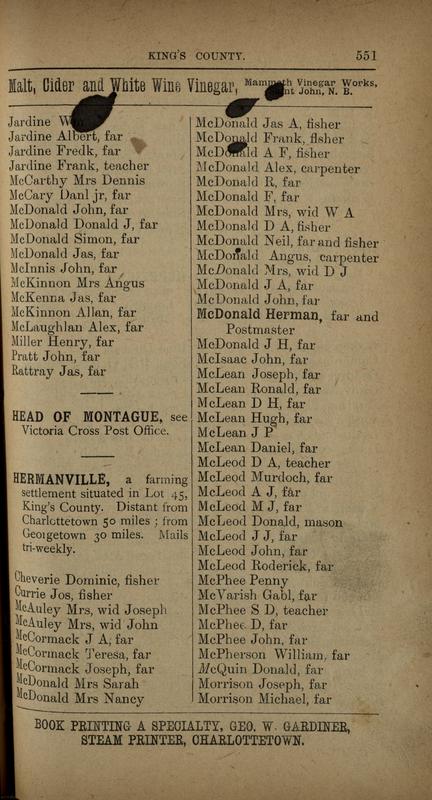 KING'S COUNTY. 551
Malt, Cider and White Wine Vinegar, Mammoth Vinegar Works,
Saint John, N. B.
Jardine
Jardine Albert, far
Jardine Fredk, far
Jardine Frank, teacher
McCarthy Mrs Dennis
McCary Danl jr, far
McDonald John, far
McDonald Donald J, far
McDonald Simon, far
McDonald Jas, far
McInnis John, far
McKinnon Mrs Angus
McKenna Jas, far
McKinnon Allan, far
McLaughlan Alex, far
Miller Henry, far
Pratt John, far
Rattray Jas, far
HEAD OF MONTAGUE, see
Victoria Cross Post Office.
HERMANVILLE, a farming
settlement situated in Lot 45,
King's County. Distant from
Charlottetown 50 miles ; from
Georgetown 30 miles. Mails
tri-weekly.
Cheverie Dominic, fisher
Currie Jos, fisher
McAuley Mrs, wid Joseph
McAuley Mrs, wid John
McCormack J A, far
McCormack Teresa, far
McCormack Joseph, far
McDonald Mrs Sarah
McDonald Mrs Nancy
McDonald Jas A, fisher
McDonald Frank, fisher
McDonald A F, fisher
McDonald Alex, carpenter
McDonald R, far
McDonald F, far
McDonald Mrs, wid W A
McDonald D A, fisher
McDonald Neil, far and fisher
McDonald Angus, carpenter
McDonald Mrs, wid D J
McDonald J A, far
McDonald John, far
McDonald Herman, far and
Postmaster
McDonald J H, far
McIsaac John, far
McLean Joseph, far
McLean Ronald, far
McLean D H, far
McLean Hugh, far
McLean J P
McLean Daniel, far
McLeod D A, teacher
McLeod Murdoch, far
McLeod A J, far
McLeod M J, far
McLeod Donald, mason
McLeod J J, far
McLeod John, far
McLeod Roderick, far
McPhee Penny
McVarish Gabl, far
McPhee S D, teacher
McPhee D, far
McPhee John, far
McPherson William, far
McQuin Donald, far
Morrison Joseph, far
Morrison Michael, far
BOOK PRINTING A SPECIALTY, GEO. W. GARDINER,
STEAM PRINTER, CHARLOTTETOWN.